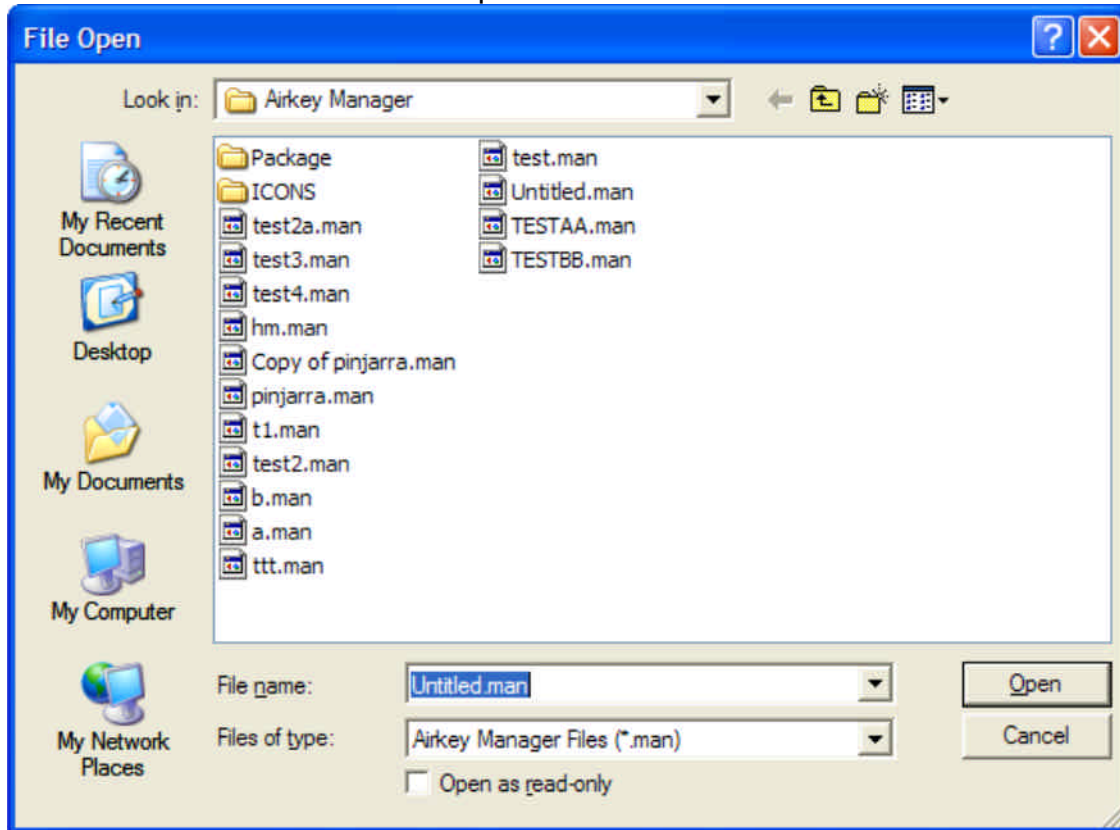 File Open
Look in:
Airkey Manager
My Recent
Documents
Desktop
My Documents
My Computer
My Network
Places
Package
ICONS
test2a.man
test3.man
test4.man
hm.man
Copy of pinjarra.man
pinjarra.man
t1.man
test2.man
b.man
a.man
ttt.man
test.man
Untitled.man
TESTAA.man
TESTBB.man
File name:
Untitled.man
Open
Files of type:
Airkey Manager Files (*.man)
Cancel
Open as read-only